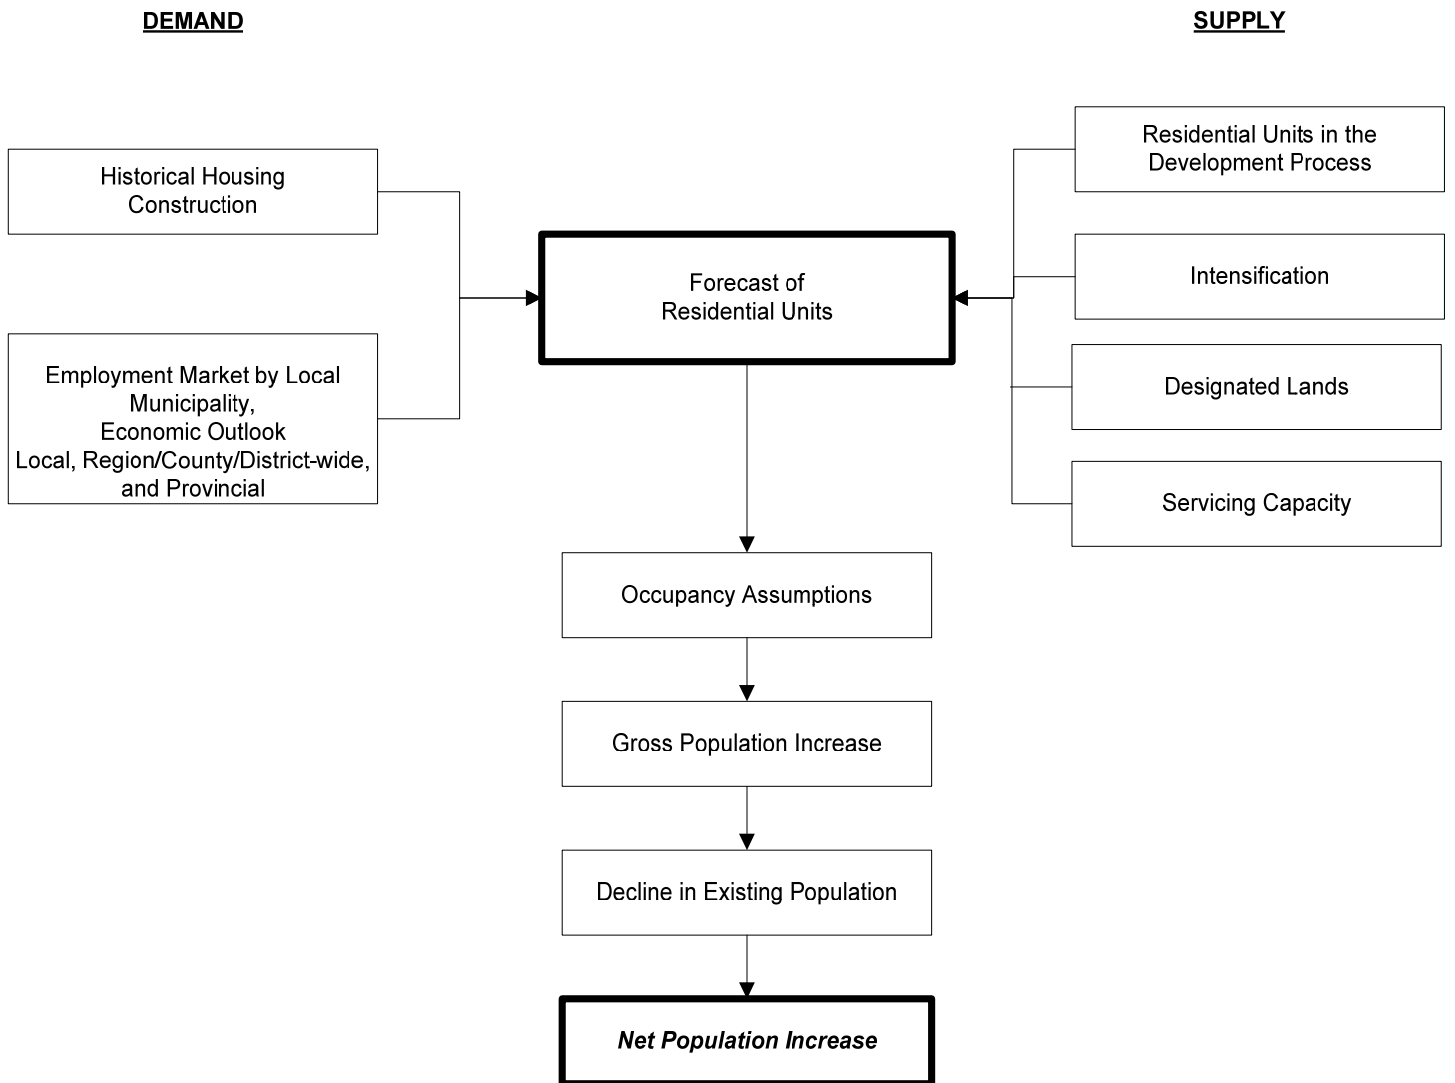 DEMAND
SUPPLY
Historical Housing
Construction
Employment Market by Local
Municipality,
Economic Outlook
Local, Region/County/District-wide,
and Provincial
Forecast of
Residential Units
Residential Units in the
Development Process
Intensification
Designated Lands
Servicing Capacity
Occupancy Assumptions
Gross Population Increase
Decline in Existing Population
Net Population Increase